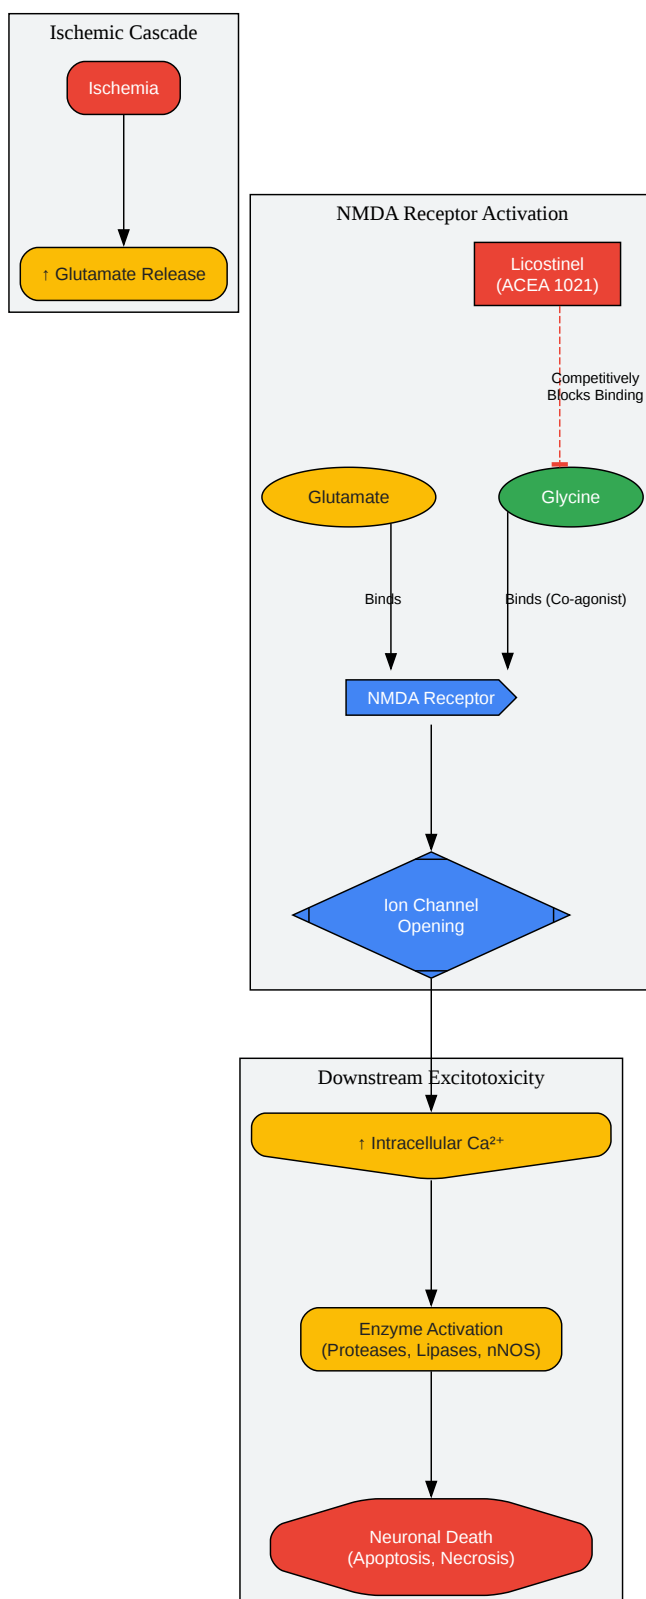 Ischemic Cascade
Ischemia
↑ Glutamate Release
NMDA Receptor Activation
Licostinel
(ACEA 1021)
Competitively
Blocks Binding
Glutamate
Glycine
Binds
Binds (Co-agonist)
NMDA Receptor
Ion Channel
Opening
Downstream Excitotoxicity
↑ Intracellular Ca²⁺
Enzyme Activation
(Proteases, Lipases, nNOS)
Neuronal Death
(Apoptosis, Necrosis)